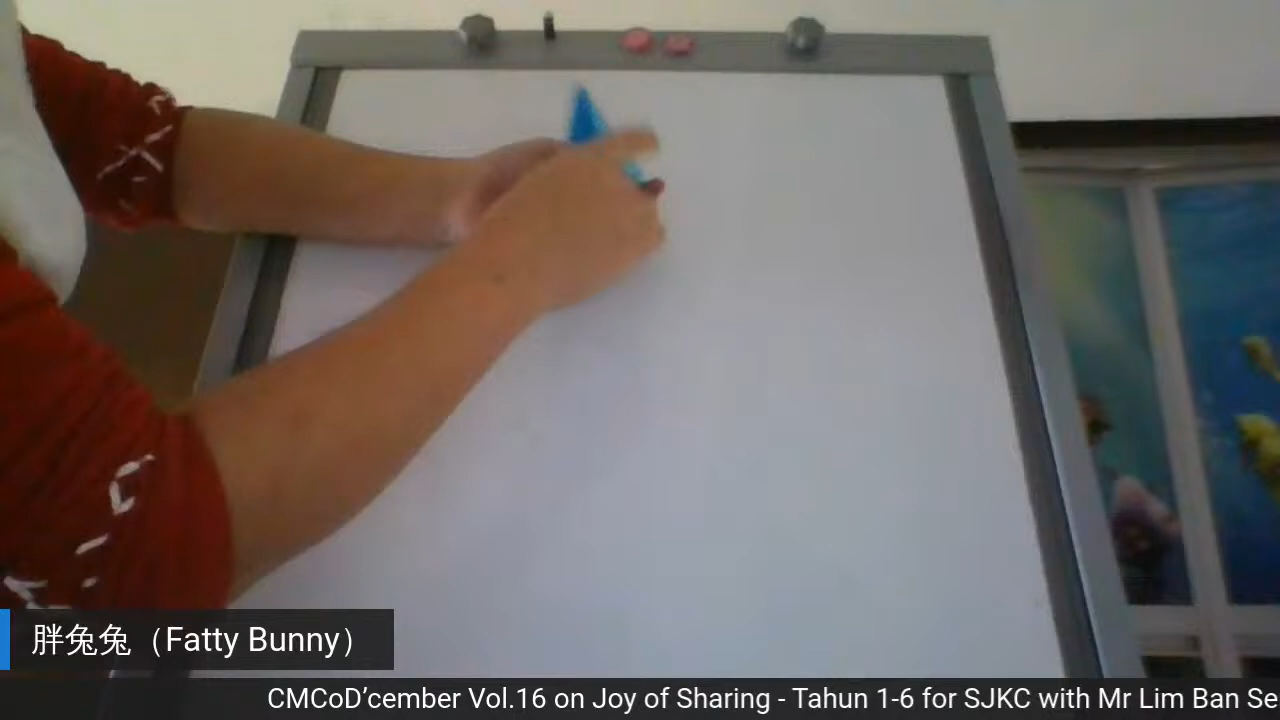 胖兔兔（Fatty Bunny）
CMCoD’cember Vol.16 on Joy of Sharing - Tahun 1-6 for SJKC with Mr Lim Ban Se